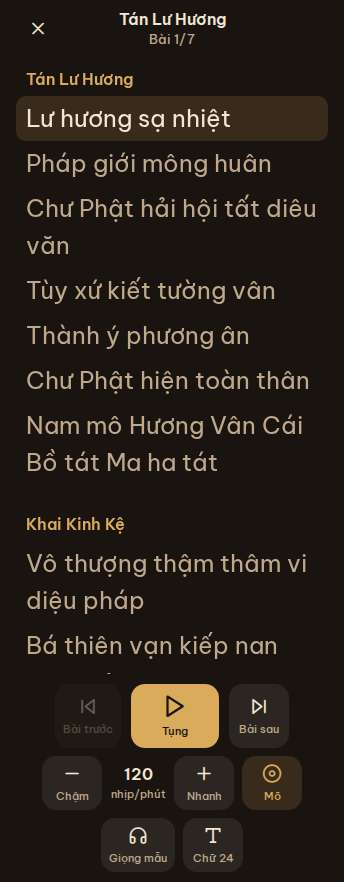 Tán Lư Hương
Bài 1/7
Tán Lư Hương
Lư hương sạ nhiệt
Pháp giới mông huân
Chư Phật hải hội tất diêu
văn
Tùy xứ kiết tường vân
Thành ý phương ân
Chư Phật hiện toàn thân
Nam mô Hương Vân Cái
Bồ tát Ma ha tát
Khai Kinh Kệ
Vô thượng thậm thâm vi
diệu pháp
Bá thiên vạn kiếp nan
Bài trước
Tụng
Bài sau
Chậm
120
nhịp/phút
Nhanh
Mõ
Giọng mẫu
Chữ 24